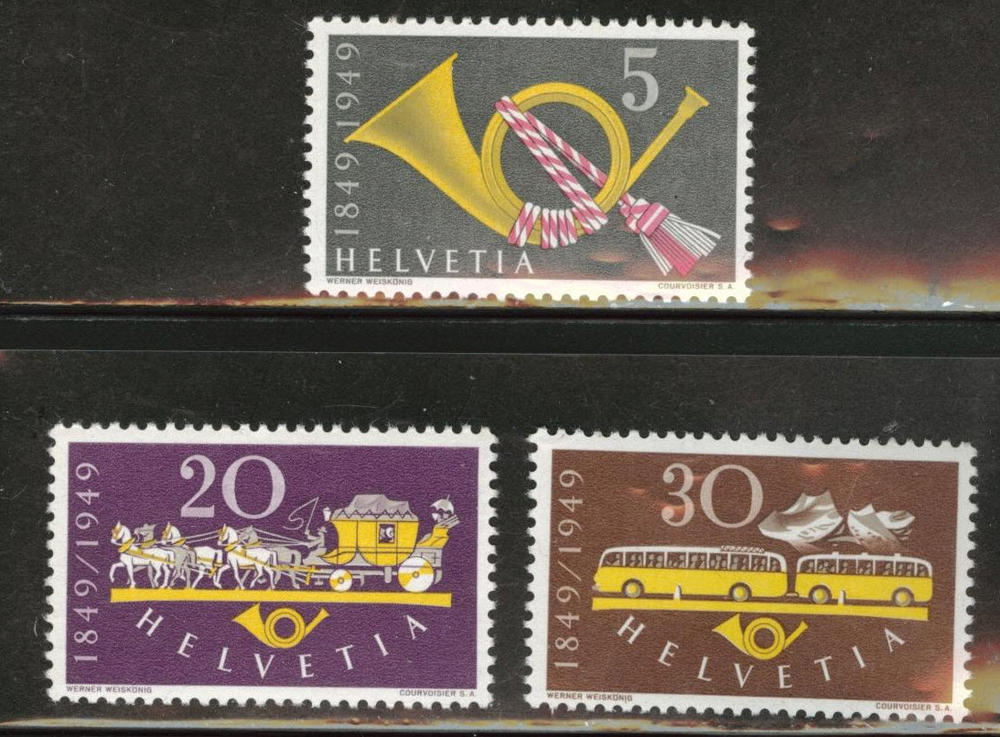 1849 1949
5
HELVETIA
WERNER WEISKÖNIG COURVOISIER S.A.
1849/1949
20
HELVETIA
WERNER WEISKÖNIG COURVOISIER S.A.
1849/1949
30
HELVETIA
WERNER WEISKÖNIG COURVOISIER S.A.